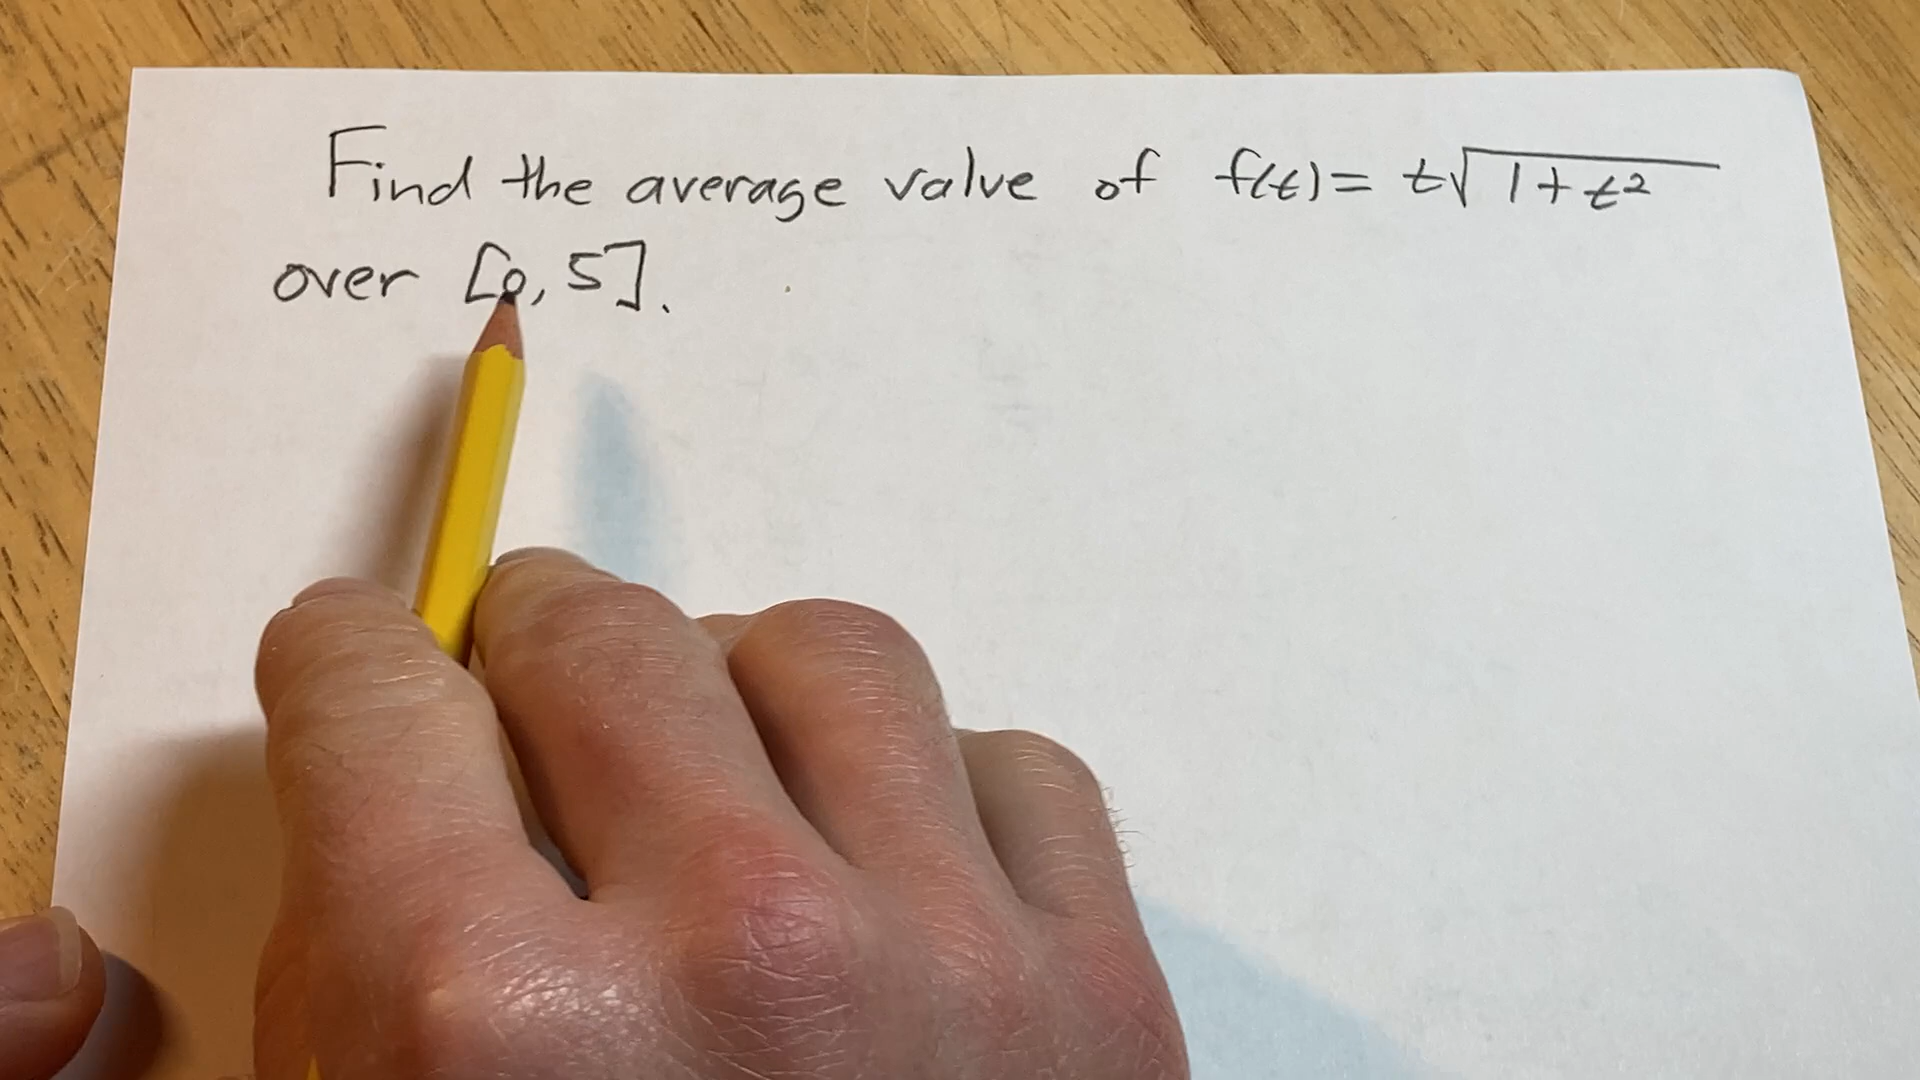 Find the average value of f(t) = t√(1+t²)
over [0, 5].